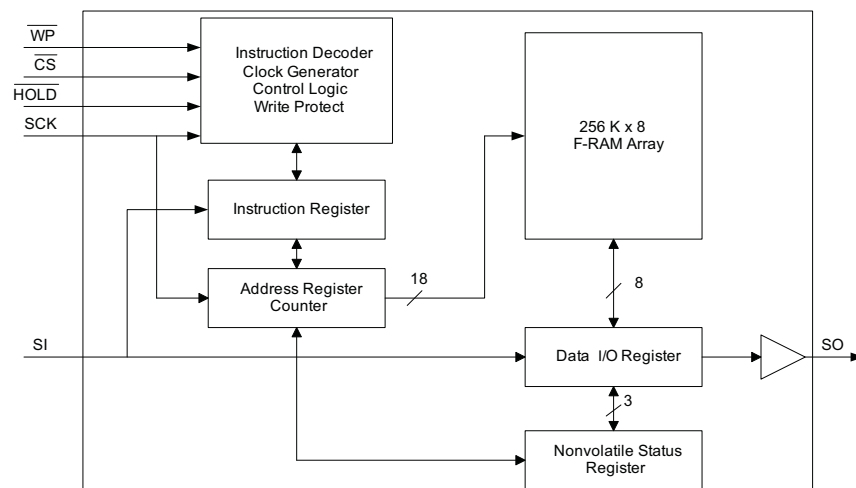 WP
CS
HOLD
SCK
Instruction Decoder
Clock Generator
Control Logic
Write Protect
256 K x 8
F-RAM Array
Instruction Register
Address Register
Counter
18
8
SI
Data I/O Register
SO
3
Nonvolatile Status
Register